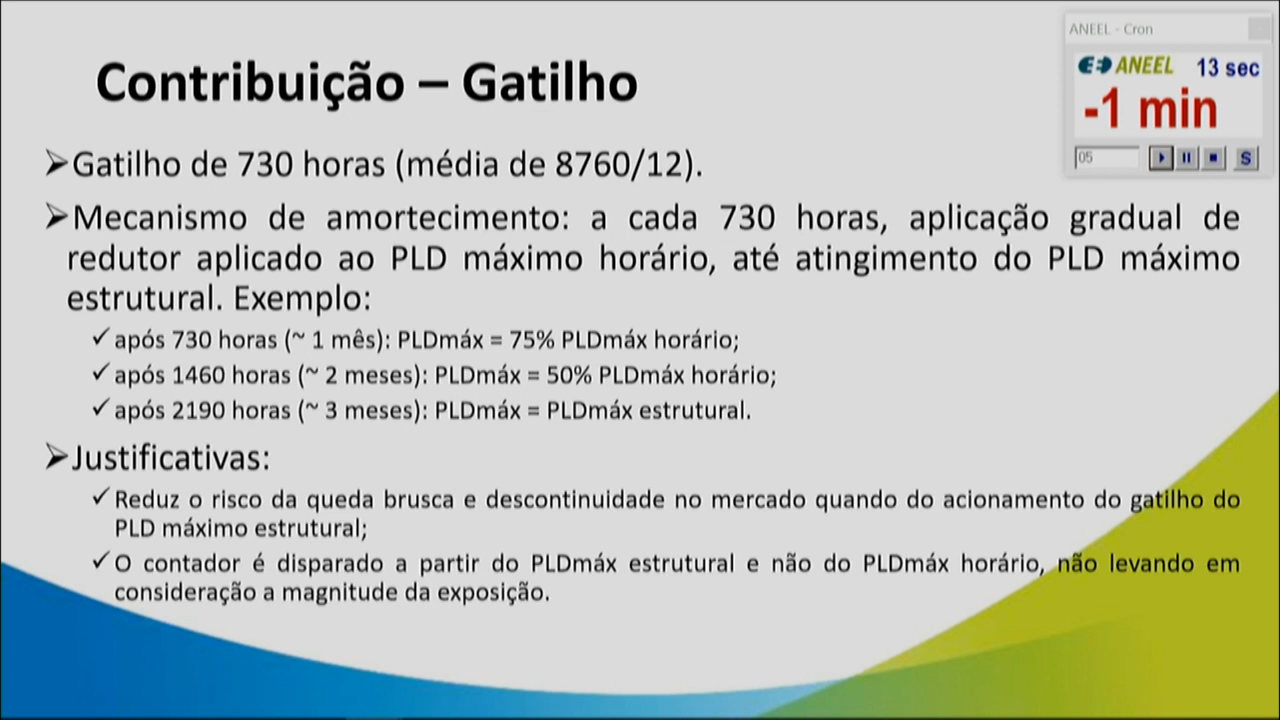 Contribuição – Gatilho
ANEEL - Cron
ANEEL 13 sec
-1 min
05
S
➢Gatilho de 730 horas (média de 8760/12).
➢Mecanismo de amortecimento: a cada 730 horas, aplicação gradual de
redutor aplicado ao PLD máximo horário, até atingimento do PLD máximo
estrutural. Exemplo:
✓após 730 horas (~ 1 mês): PLDmáx = 75% PLDmáx horário;
✓após 1460 horas (~ 2 meses): PLDmáx = 50% PLDmáx horário;
✓após 2190 horas (~ 3 meses): PLDmáx = PLDmáx estrutural.
➢Justificativas:
✓Reduz o risco da queda brusca e descontinuidade no mercado quando do acionamento do gatilho do
PLD máximo estrutural;
✓O contador é disparado a partir do PLDmáx estrutural e não do PLDmáx horário, não levando em
consideração a magnitude da exposição.